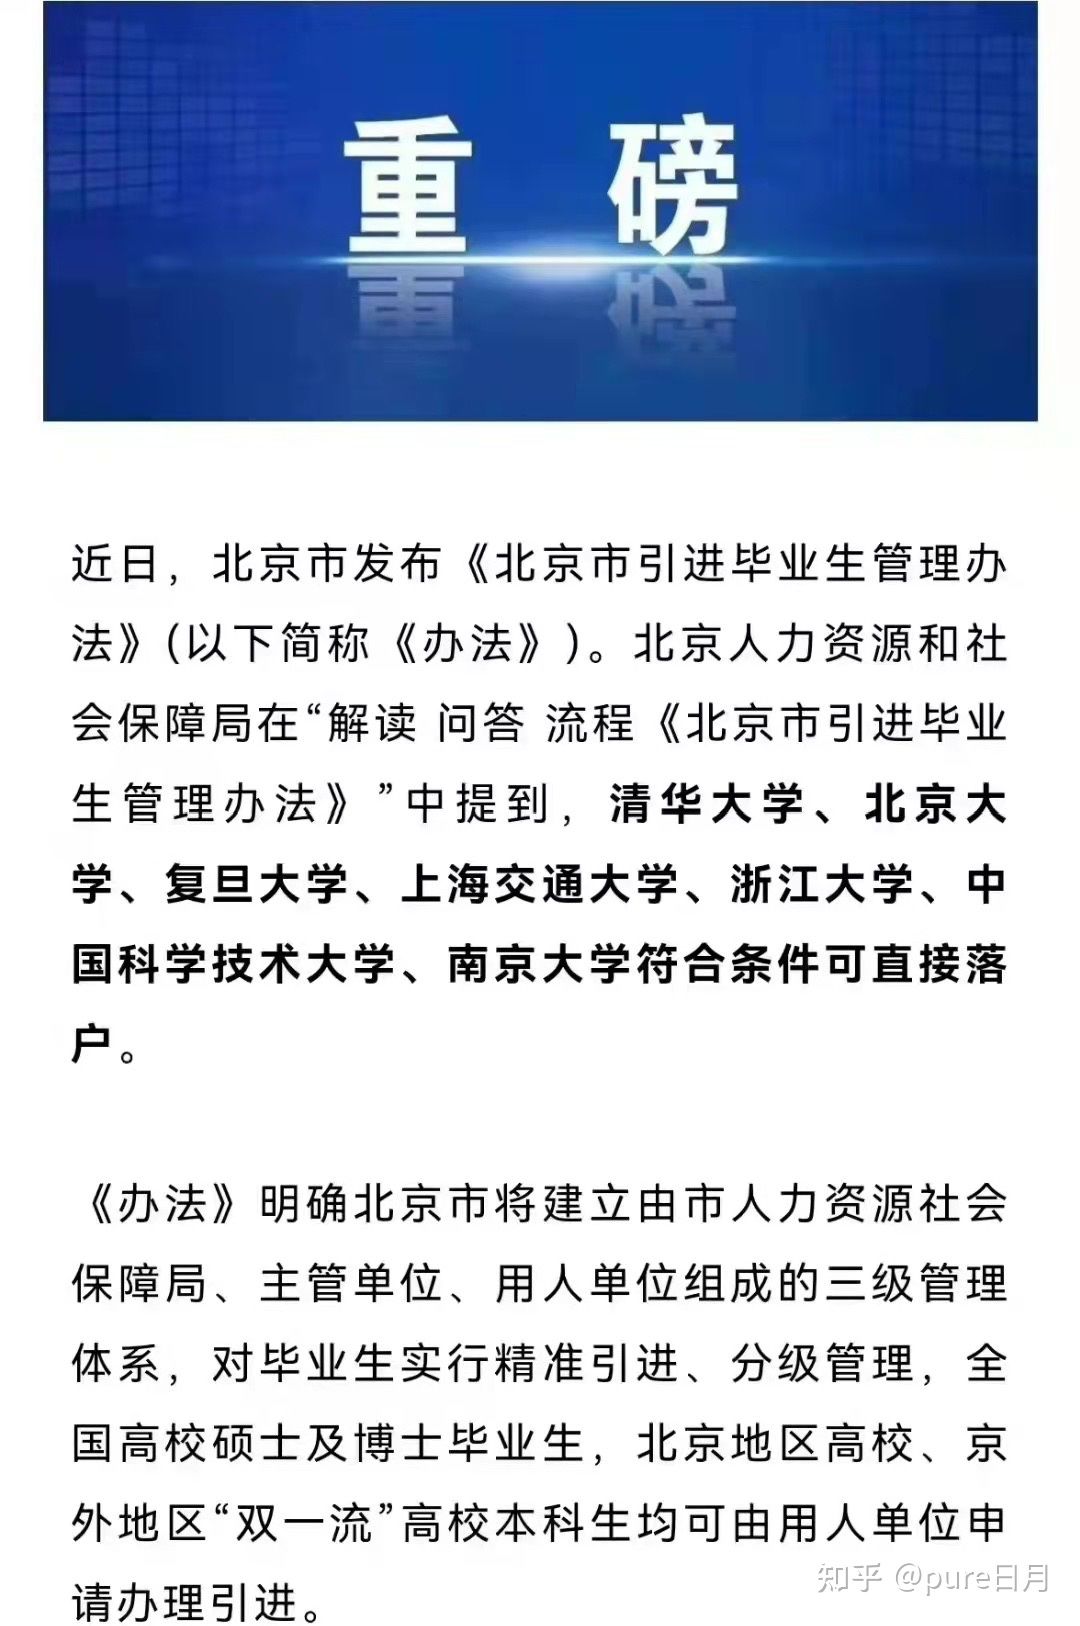 重 磅
近日，北京市发布《北京市引进毕业生管理办
法》(以下简称《办法》)。北京人力资源和社
会保障局在“解读 问答 流程《北京市引进毕业
生管理办法》”中提到，清华大学、北京大
学、复旦大学、上海交通大学、浙江大学、中
国科学技术大学、南京大学符合条件可直接落
户。
《办法》明确北京市将建立由市人力资源社会
保障局、主管单位、用人单位组成的三级管理
体系，对毕业生实行精准引进、分级管理，全
国高校硕士及博士毕业生，北京地区高校、京
外地区“双一流”高校本科生均可由用人单位申
请办理引进。
知乎 @pure日月